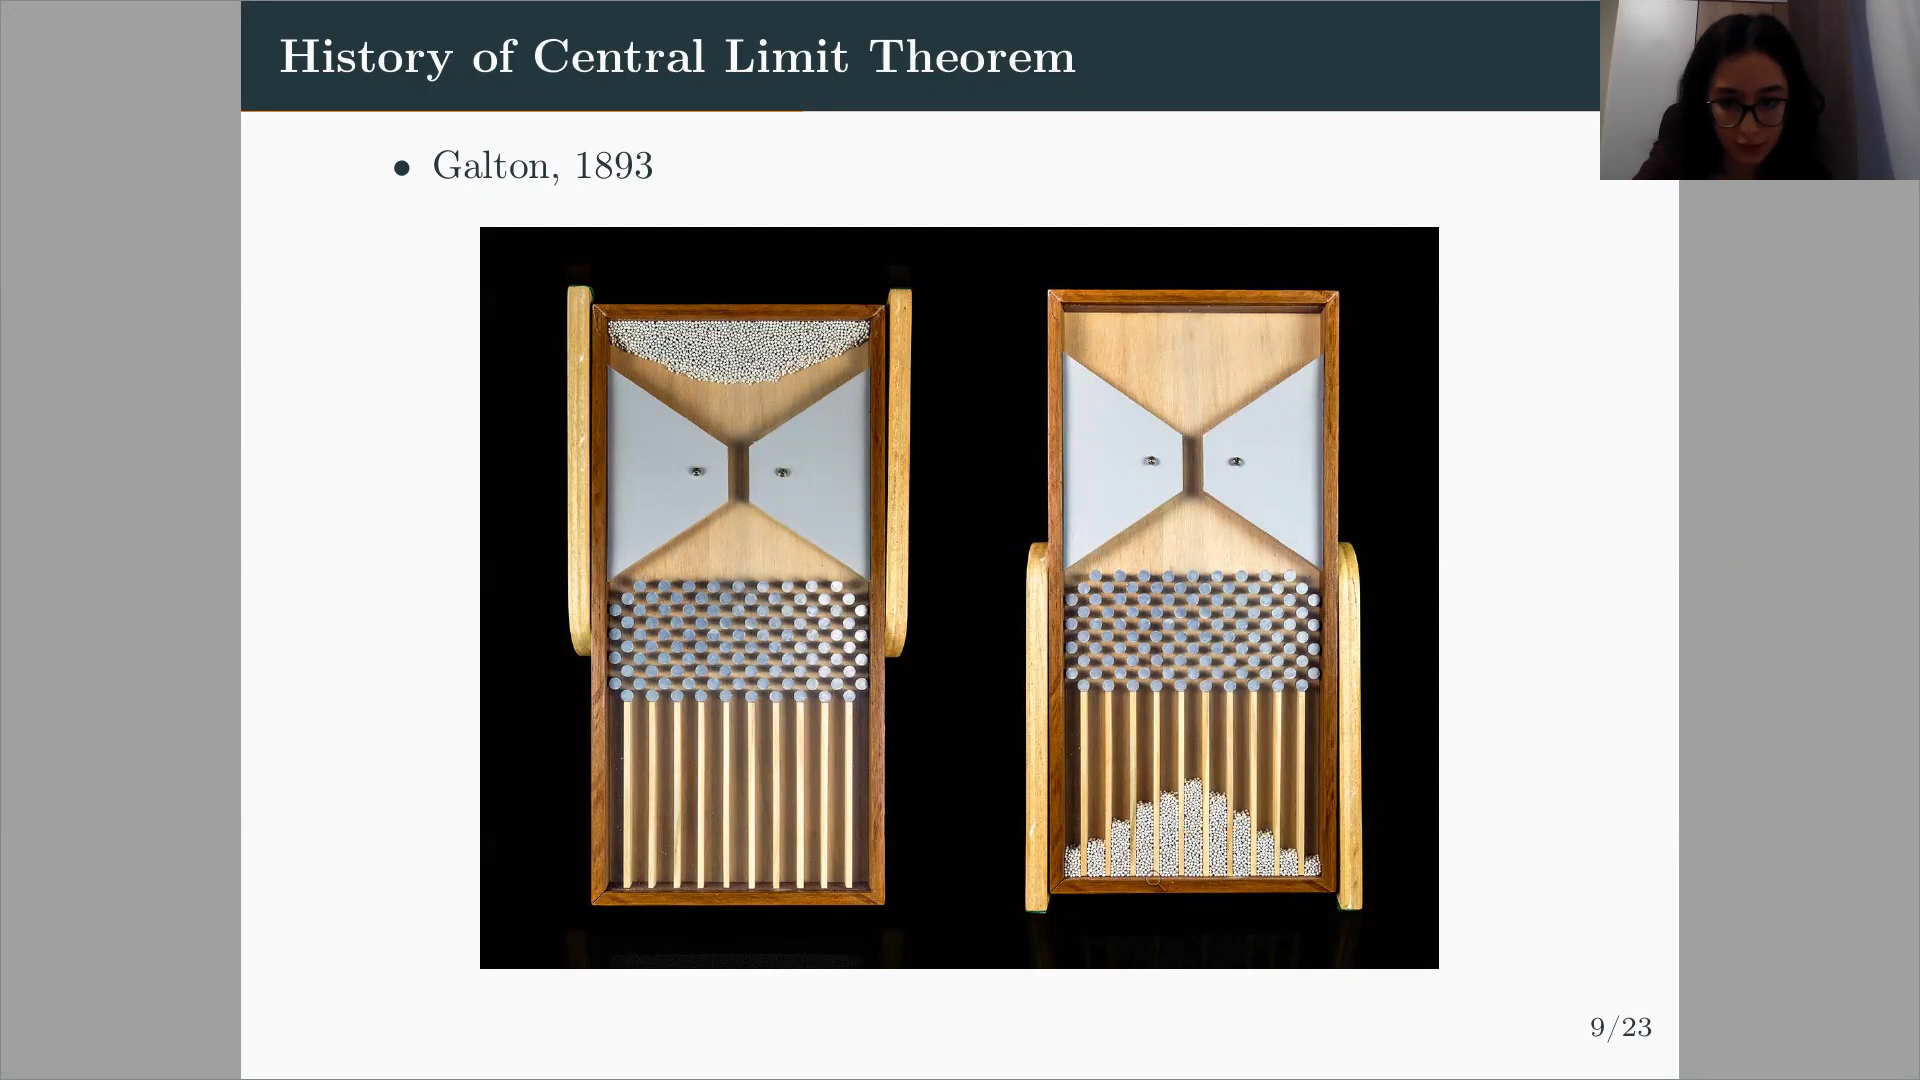 History of Central Limit Theorem
• Galton, 1893
9/23